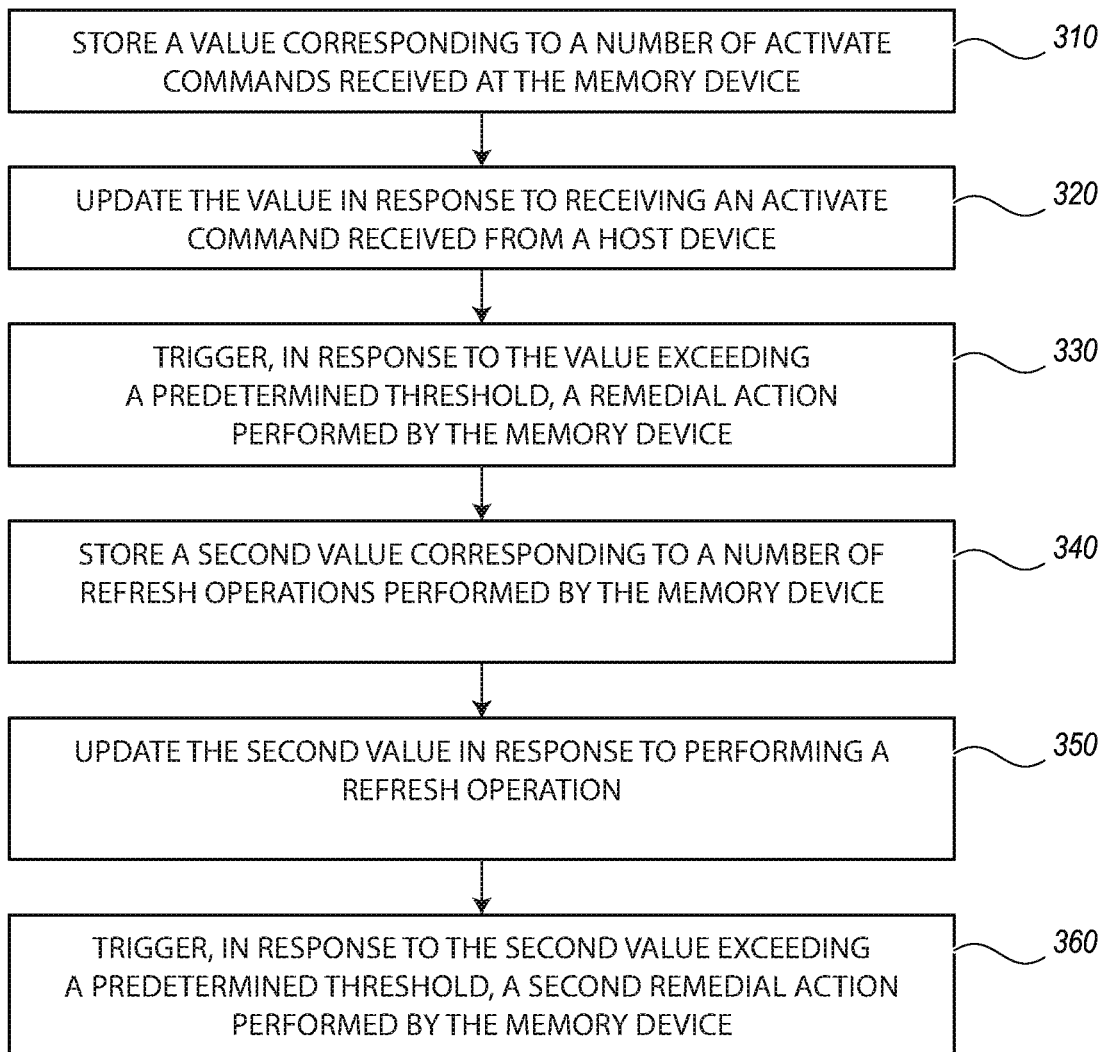 STORE A VALUE CORRESPONDING TO A NUMBER OF ACTIVATE
COMMANDS RECEIVED AT THE MEMORY DEVICE
310
UPDATE THE VALUE IN RESPONSE TO RECEIVING AN ACTIVATE
COMMAND RECEIVED FROM A HOST DEVICE
320
TRIGGER, IN RESPONSE TO THE VALUE EXCEEDING
A PREDETERMINED THRESHOLD, A REMEDIAL ACTION
PERFORMED BY THE MEMORY DEVICE
330
STORE A SECOND VALUE CORRESPONDING TO A NUMBER OF
REFRESH OPERATIONS PERFORMED BY THE MEMORY DEVICE
340
UPDATE THE SECOND VALUE IN RESPONSE TO PERFORMING A
REFRESH OPERATION
350
TRIGGER, IN RESPONSE TO THE SECOND VALUE EXCEEDING
A PREDETERMINED THRESHOLD, A SECOND REMEDIAL ACTION
PERFORMED BY THE MEMORY DEVICE
360